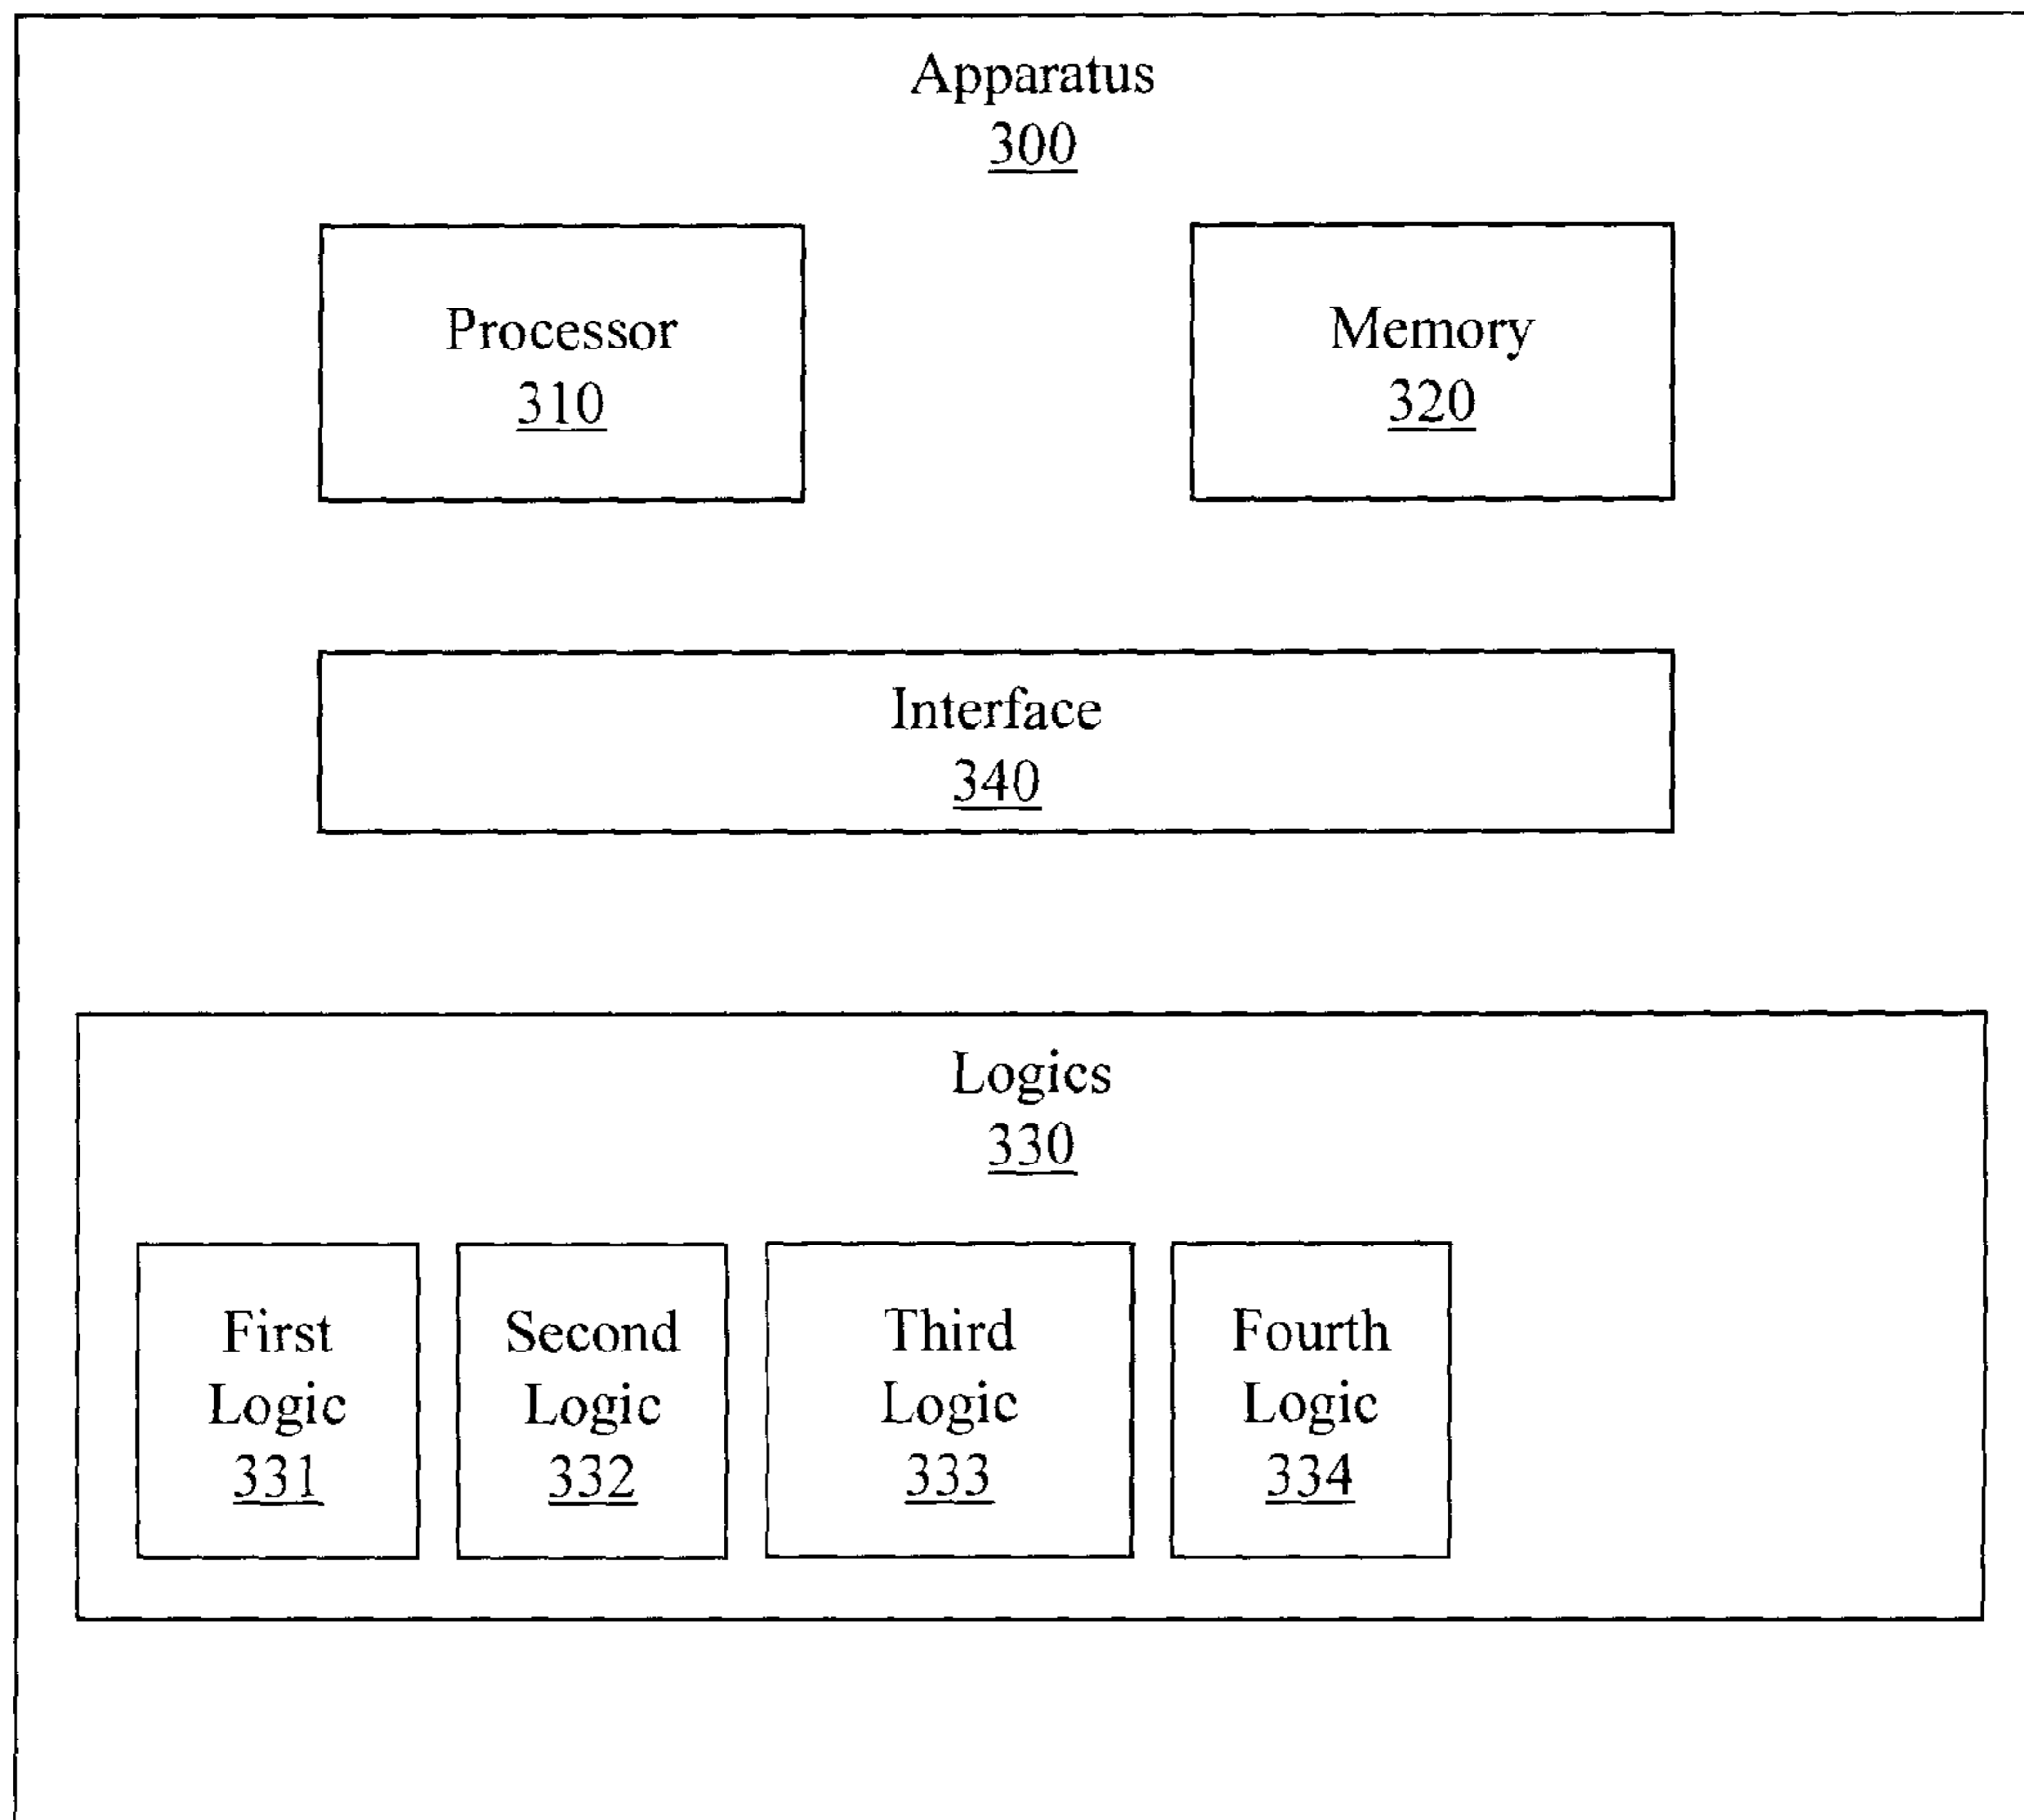 Apparatus
300
Processor
310
Memory
320
Interface
340
Logics
330
First
Logic
331
Second
Logic
332
Third
Logic
333
Fourth
Logic
334